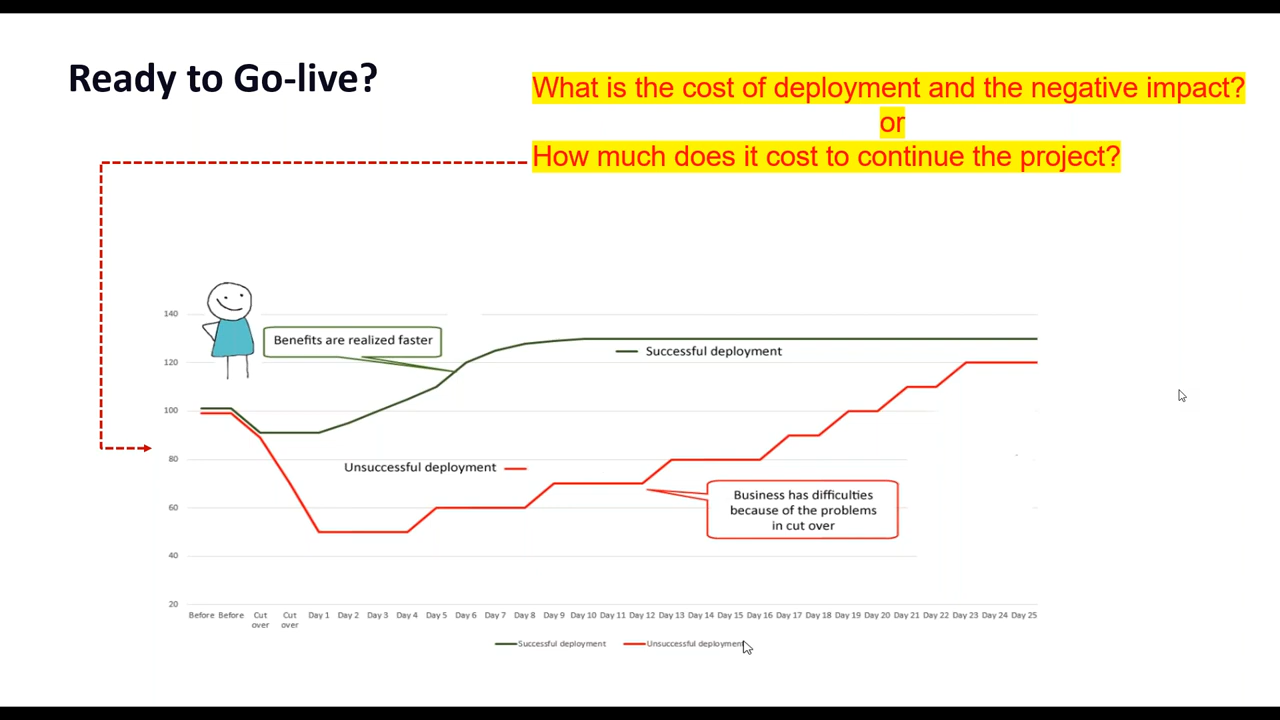 Ready to Go-live?
What is the cost of deployment and the negative impact?
or
How much does it cost to continue the project?
140
120
100
80
60
40
20
Benefits are realized faster
Successful deployment
Unsuccessful deployment
Business has difficulties
because of the problems
in cut over
Before Before Cut over Cut over Day 1 Day 2 Day 3 Day 4 Day 5 Day 6 Day 7 Day 8 Day 9 Day 10 Day 11 Day 12 Day 13 Day 14 Day 15 Day 16 Day 17 Day 18 Day 19 Day 20 Day 21 Day 22 Day 23 Day 24 Day 25
Successful deployment Unsuccessful deployment